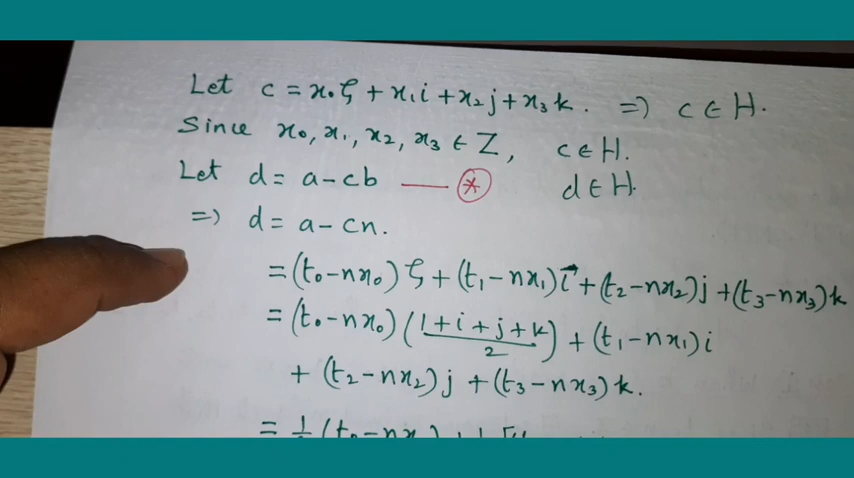 Let c = x₀ζ + x₁i + x₂j + x₃k. ⇒ c ∈ H.
Since x₀, x₁, x₂, x₃ ∈ Z, c ∈ H.
Let d = a - cb —— ⊛ d ∈ H.
⇒ d = a - cn.
= (t₀-nx₀) ζ + (t₁-nx₁) i + (t₂-nx₂) j + (t₃-nx₃) k
= (t₀-nx₀) ((1+i+j+k)/2) + (t₁-nx₁) i
+ (t₂-nx₂) j + (t₃-nx₃) k.